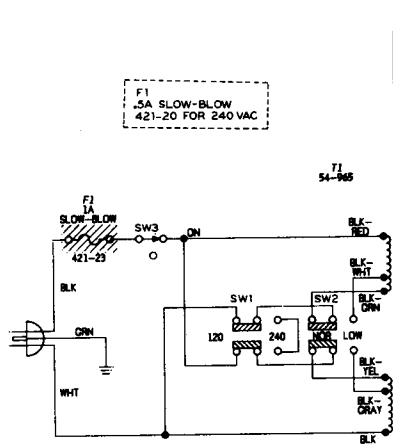 F1
.5A SLOW-BLOW
421-20 FOR 240 VAC
T1
54-965
F1
1A
SLOW-BLOW
421-23
SW3
ON
BLK-
RED
BLK-
WHT
BLK-
GRN
BLK
SW1
SW2
120
240
NOR
LOW
GRN
BLK-
YEL
WHT
BLK-
GRAY
BLK